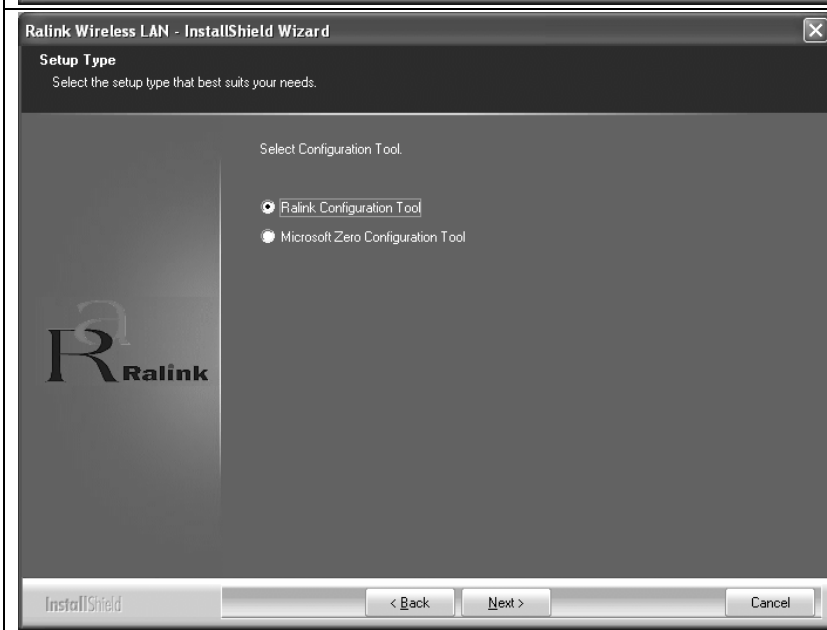 Ralink Wireless LAN - InstallShield Wizard
Setup Type
Select the setup type that best suits your needs.
Select Configuration Tool.
Ralink Configuration Tool
Microsoft Zero Configuration Tool
Ra
Ralink
InstallShield
< Back
Next >
Cancel